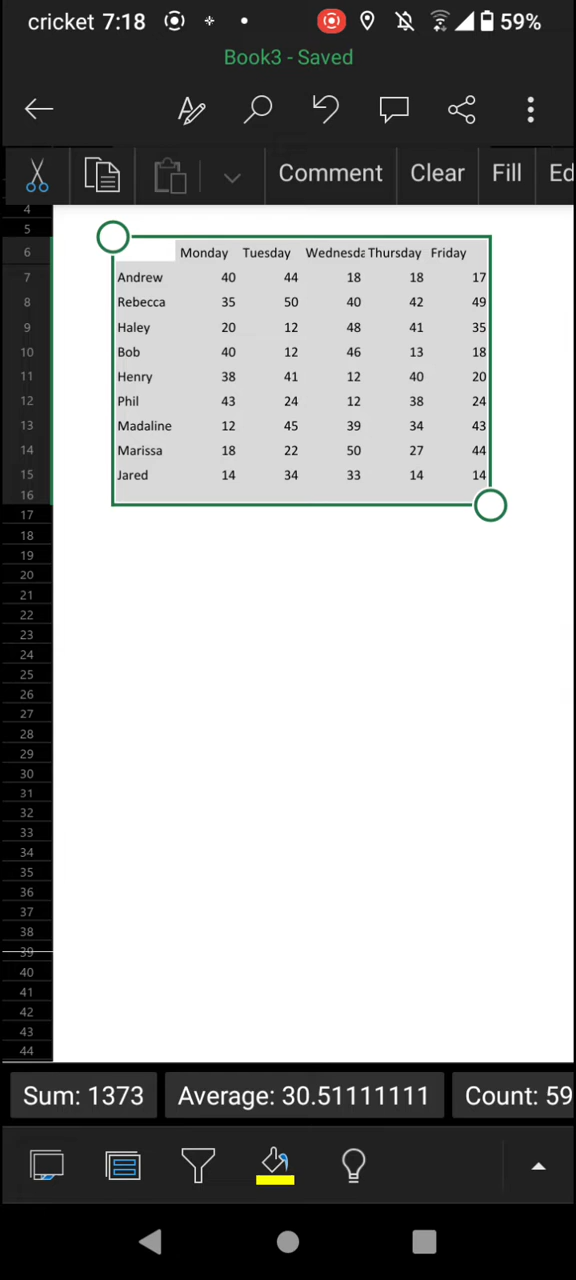 cricket 7:18 59%
Book3 - Saved
Comment Clear Fill Ed
4
5
6 Monday Tuesday Wednesda Thursday Friday
7 Andrew 40 44 18 18 17
8 Rebecca 35 50 40 42 49
9 Haley 20 12 48 41 35
10 Bob 40 12 46 13 18
11 Henry 38 41 12 40 20
12 Phil 43 24 12 38 24
13 Madaline 12 45 39 34 43
14 Marissa 18 22 50 27 44
15 Jared 14 34 33 14 14
16
17
18
19
20
21
22
23
24
25
26
27
28
29
30
31
32
33
34
35
36
37
38
39
40
41
42
43
44
Sum: 1373 Average: 30.51111111 Count: 59